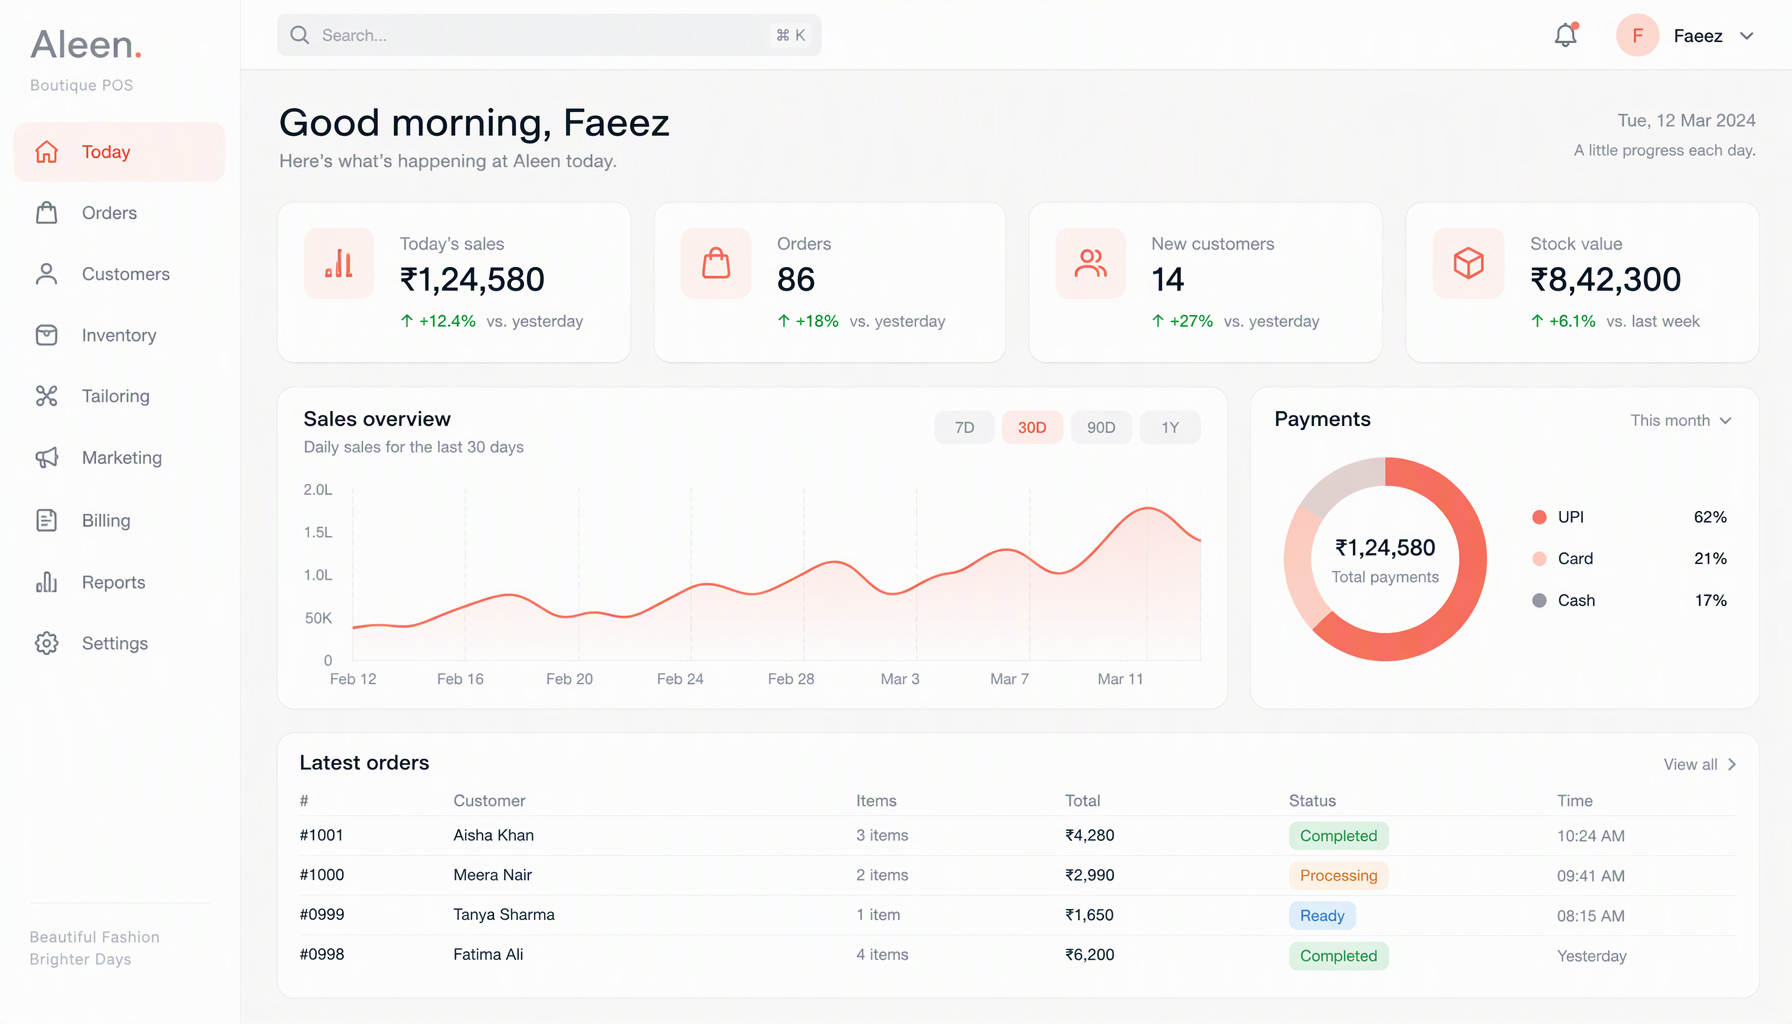 Aleen.
Boutique POS
Today
Orders
Customers
Inventory
Tailoring
Marketing
Billing
Reports
Settings
Beautiful Fashion
Brighter Days
Search...
⌘ K
F
Faeez
Good morning, Faeez
Here's what's happening at Aleen today.
Tue, 12 Mar 2024
A little progress each day.
Today's sales
₹1,24,580
↑ +12.4% vs. yesterday
Orders
86
↑ +18% vs. yesterday
New customers
14
↑ +27% vs. yesterday
Stock value
₹8,42,300
↑ +6.1% vs. last week
Sales overview
Daily sales for the last 30 days
7D 30D 90D 1Y
2.0L
1.5L
1.0L
50K
0
Feb 12 Feb 16 Feb 20 Feb 24 Feb 28 Mar 3 Mar 7 Mar 11
Payments
This month
₹1,24,580
Total payments
UPI 62%
Card 21%
Cash 17%
Latest orders
View all
# Customer Items Total Status Time
#1001 Aisha Khan 3 items ₹4,280 Completed 10:24 AM
#1000 Meera Nair 2 items ₹2,990 Processing 09:41 AM
#0999 Tanya Sharma 1 item ₹1,650 Ready 08:15 AM
#0998 Fatima Ali 4 items ₹6,200 Completed Yesterday